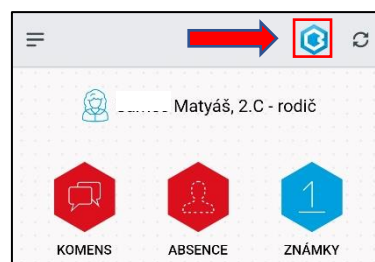 Matyáš, 2.C - rodič
1
KOMENS ABSENCE ZNÁMKY